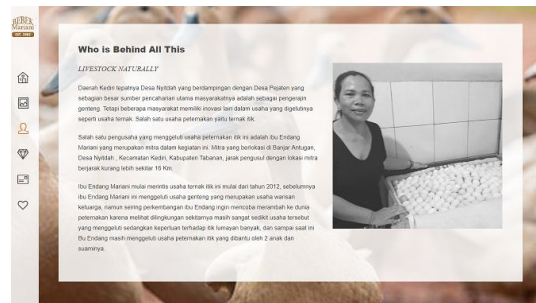 BEBEK
Mariani
Who is Behind All This
LIVESTOCK NATURALLY
Daerah Kediri tepatnya Desa Nyitdah yang berdampingan dengan Desa Pejaten yang
sebagian besar sumber pencaharian utama masyarakatnya adalah sebagai pengerajin
genteng. Tetapi beberapa masyarakat memiliki inovasi lain dalam usaha yang digelutinya
seperti usaha ternak. Salah satu usaha peternakan yaitu ternak itik.
Salah satu pengusaha yang menggeluti usaha peternakan itik ini adalah ibu Endang
Mariani yang merupakan mitra dalam kegiatan ini. Mitra yang berlokasi di Banjar Antugan,
Desa Nyitdah , Kecamatan Kediri, Kabupaten Tabanan, jarak pengusul dengan lokasi mitra
berjarak kurang lebih sekitar 16 Km.
Ibu Endang Mariani mulai merintis usaha ternak itik ini mulai dari tahun 2012, sebelumnya
ibu Endang Mariani ini menggeluti usaha genteng yang merupakan usaha warisan
keluarga, namun seiring perkembangan ibu Endang ingin mencoba merambah ke dunia
peternakan karena melihat dilingkungan sekitarnya masih sangat sedikit usaha tersebut
yang menggeluti sedangkan keperluan terhadap itik lumayan banyak, dan sampai saat ini
Bu Endang masih menggeluti usaha peternakan itik yang dibantu oleh 2 anak dan
suaminya.